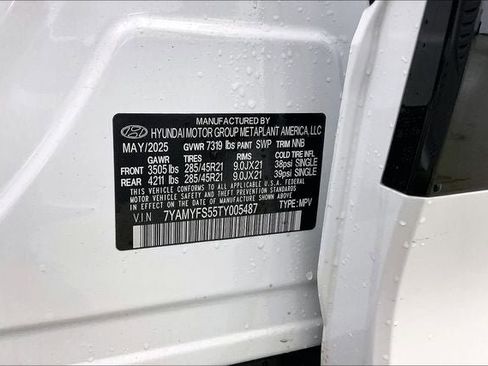 MANUFACTURED BY
HYUNDAI MOTOR GROUP METAPLANT AMERICA, LLC
MAY/2025 GVWR 7319 lbs PAINT SWP TRIM NNB
GAWR TIRES RIMS COLD TIRE INFL
FRONT 3505 lbs 285/45R21 9.0JX21 38psi SINGLE
REAR 4211 lbs 285/45R21 9.0JX21 39psi SINGLE
THIS VEHICLE CONFORMS TO ALL APPLICABLE U.S. FEDERAL
MOTOR VEHICLE SAFETY AND THEFT PREVENTION STANDARDS
IN EFFECT ON THE DATE OF MANUFACTURE SHOWN ABOVE.
VIN 7YAMYFS55TY005487 TYPE: MPV